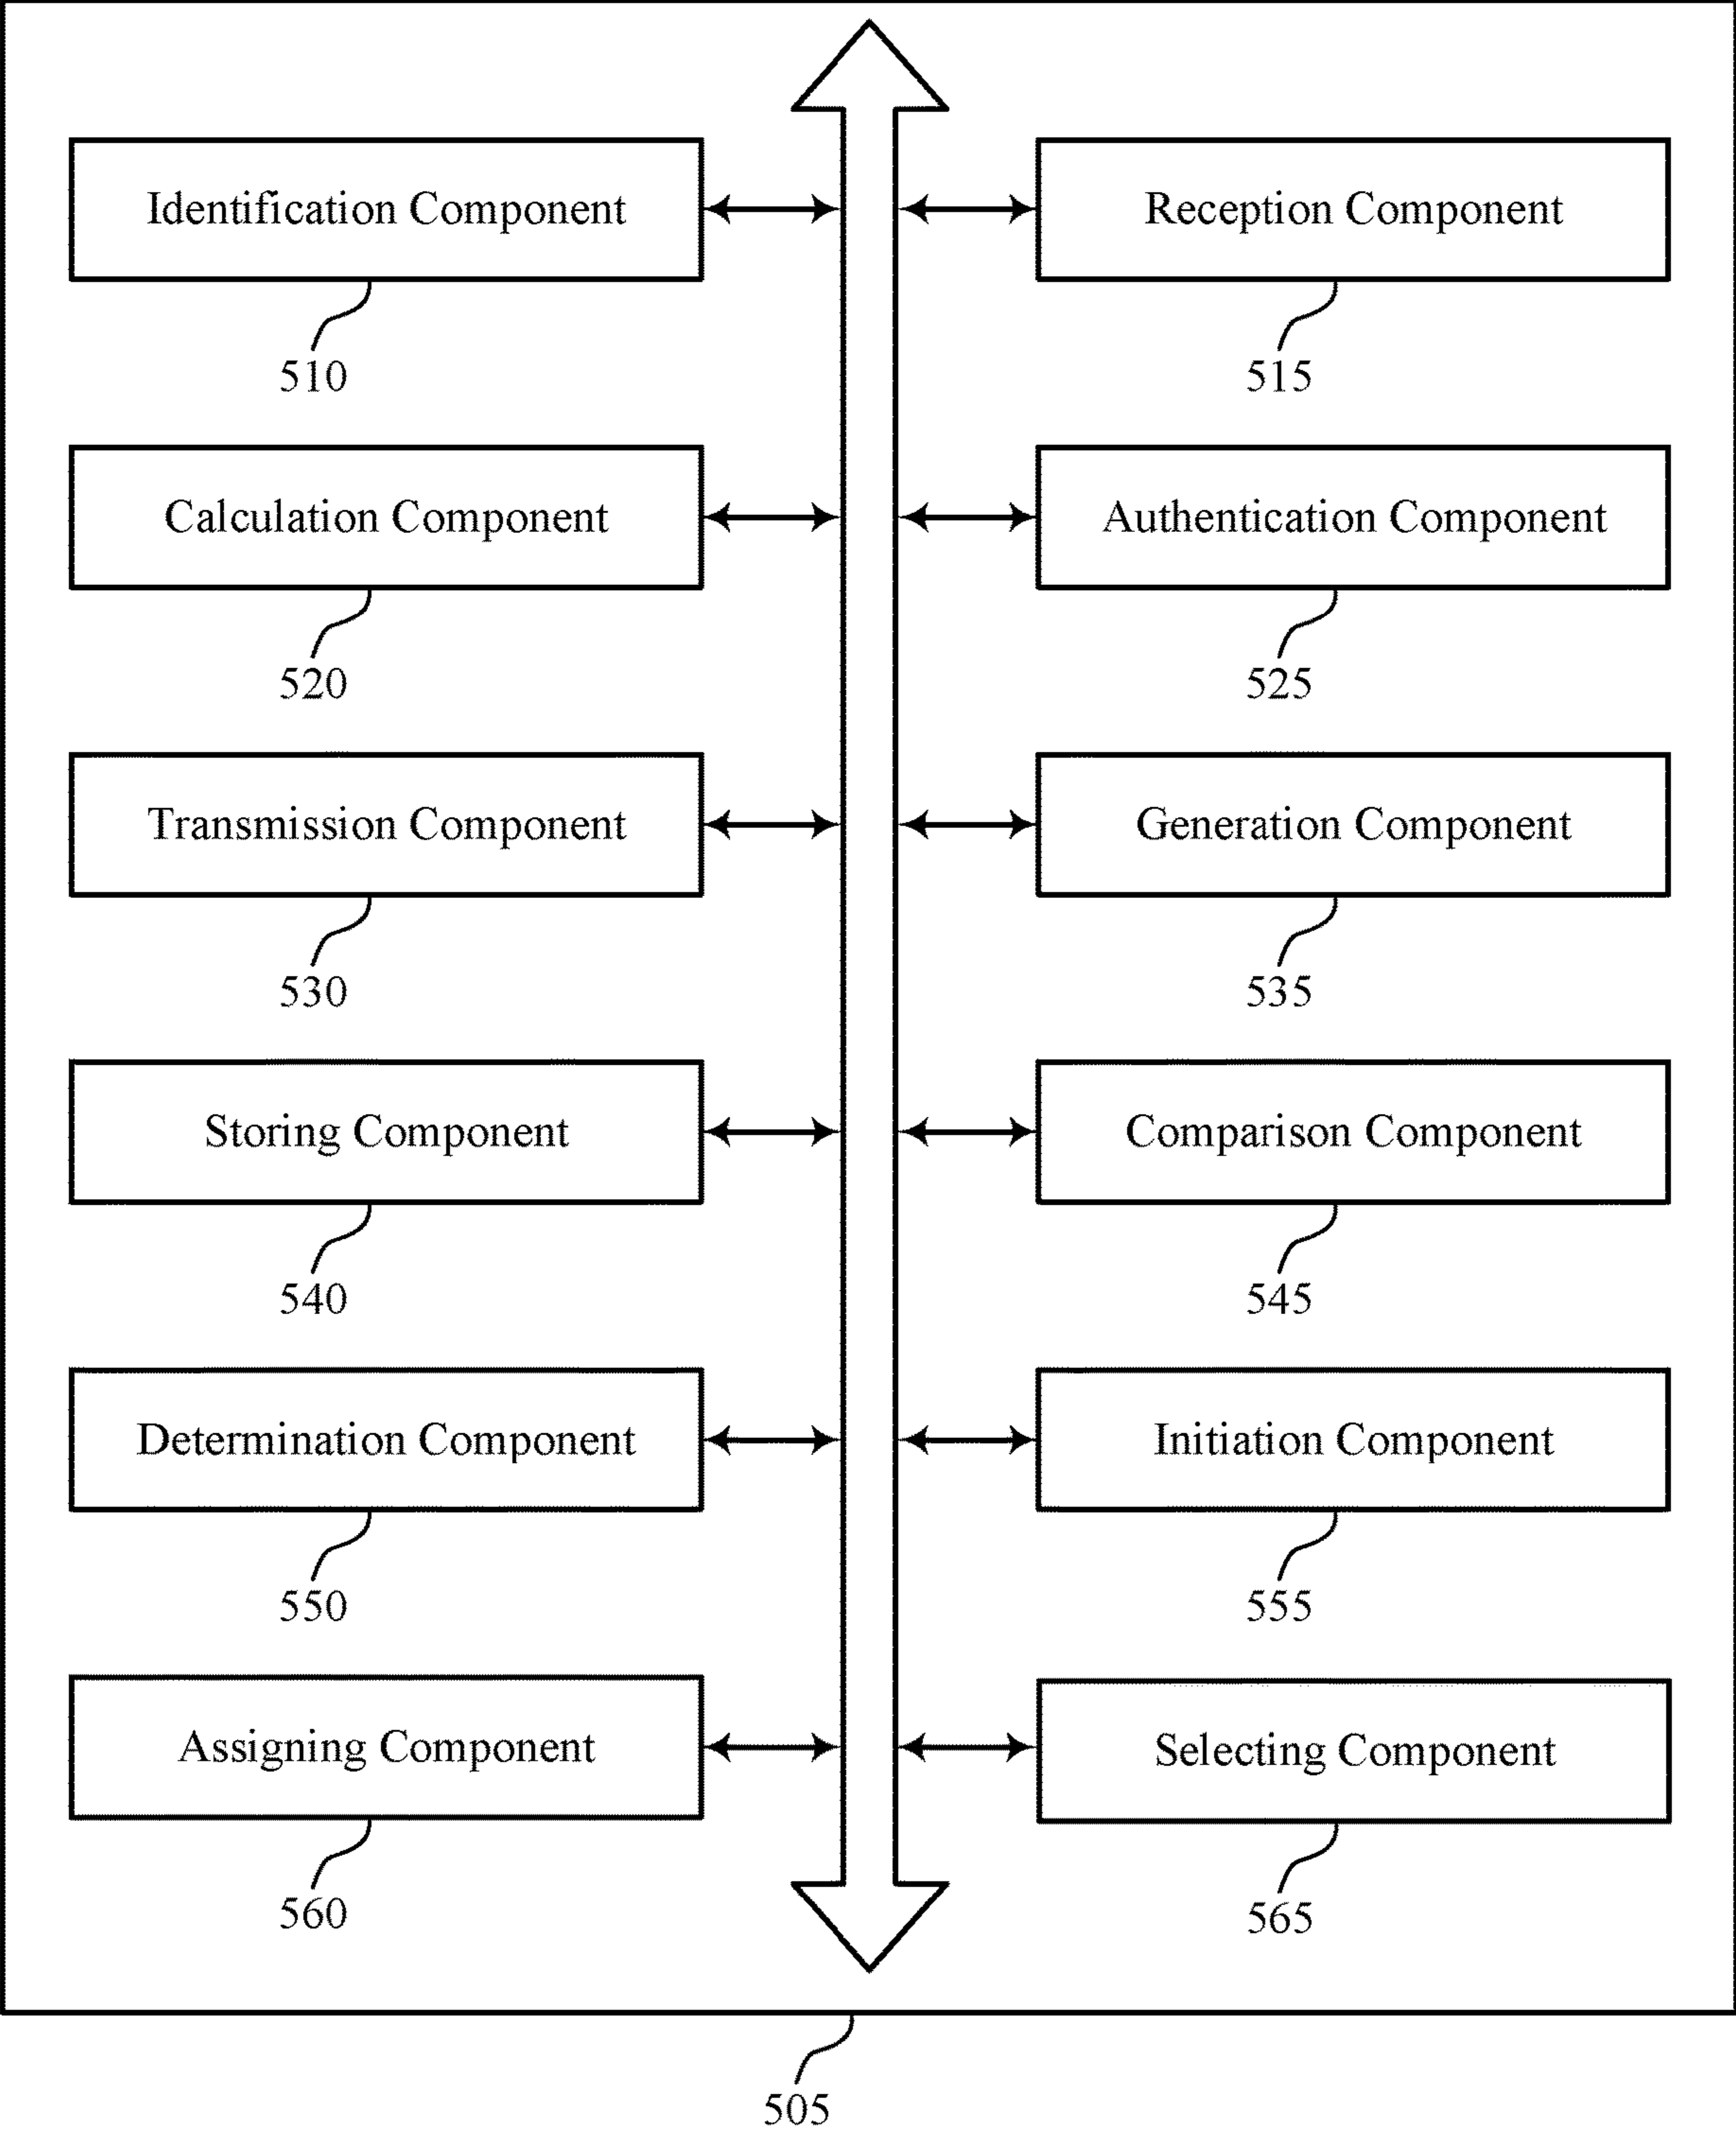 Identification Component
Reception Component
510
515
Calculation Component
Authentication Component
520
525
Transmission Component
Generation Component
530
535
Storing Component
Comparison Component
540
545
Determination Component
Initiation Component
550
555
Assigning Component
Selecting Component
560
565
505